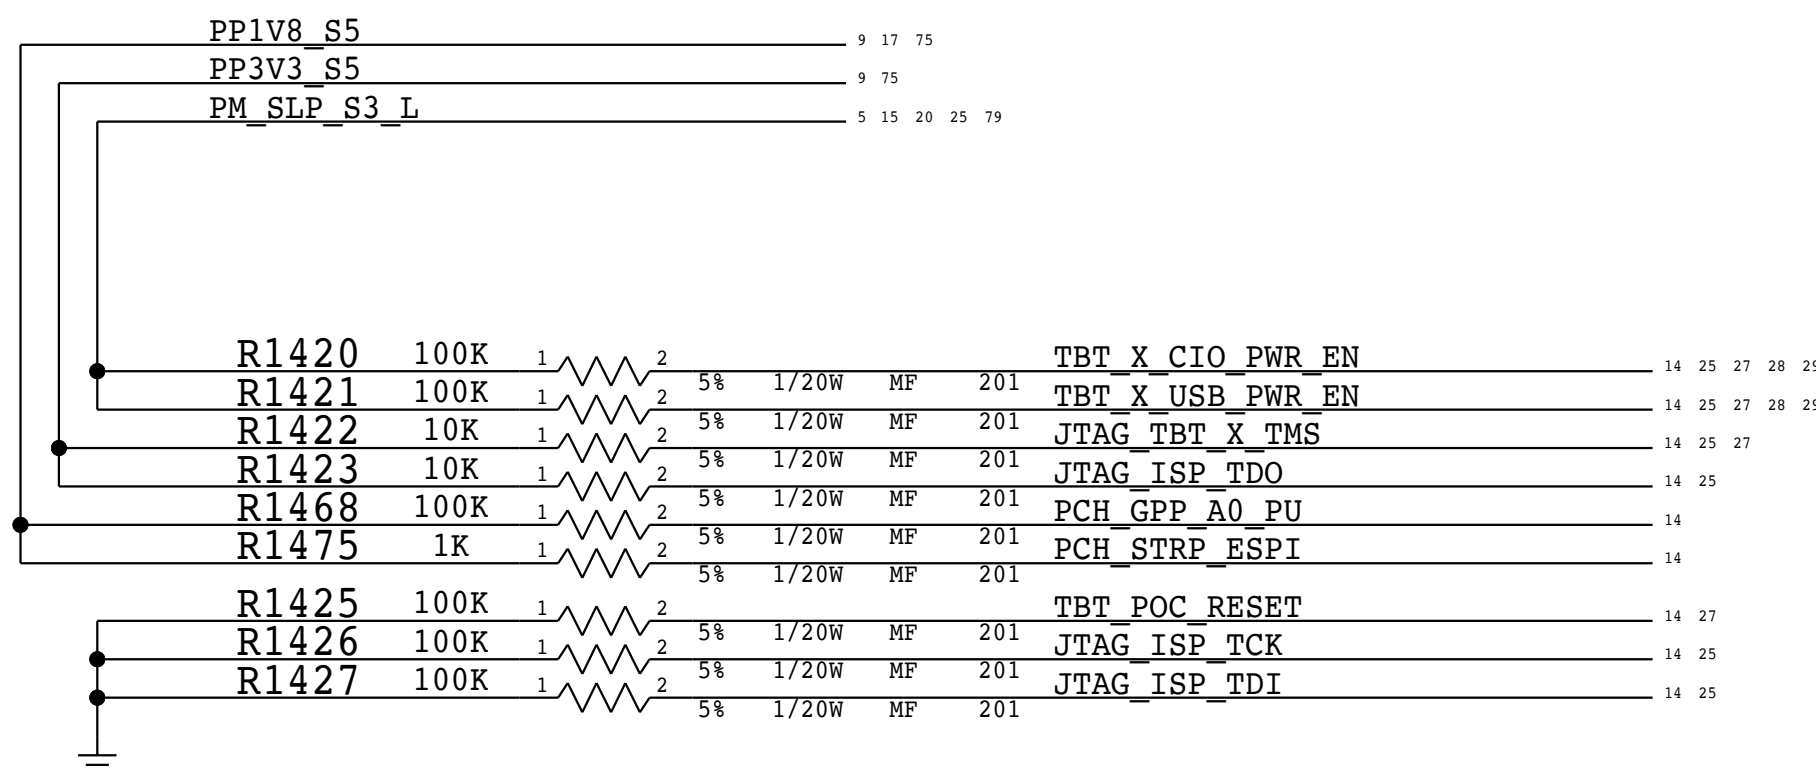 PP1V8_S5 9 17 75
PP3V3_S5 9 75
PM_SLP_S3_L 5 15 20 25 79
R1420 100K 1 2 5% 1/20W MF 201 TBT_X_CIO_PWR_EN 14 25 27 28 29
R1421 100K 1 2 5% 1/20W MF 201 TBT_X_USB_PWR_EN 14 25 27 28 29
R1422 10K 1 2 5% 1/20W MF 201 JTAG_TBT_X_TMS 14 25 27
R1423 10K 1 2 5% 1/20W MF 201 JTAG_ISP_TDO 14 25
R1468 100K 1 2 5% 1/20W MF 201 PCH_GPP_A0_PU 14
R1475 1K 1 2 5% 1/20W MF 201 PCH_STRP_ESPI 14
R1425 100K 1 2 5% 1/20W MF 201 TBT_POC_RESET 14 27
R1426 100K 1 2 5% 1/20W MF 201 JTAG_ISP_TCK 14 25
R1427 100K 1 2 5% 1/20W MF 201 JTAG_ISP_TDI 14 25